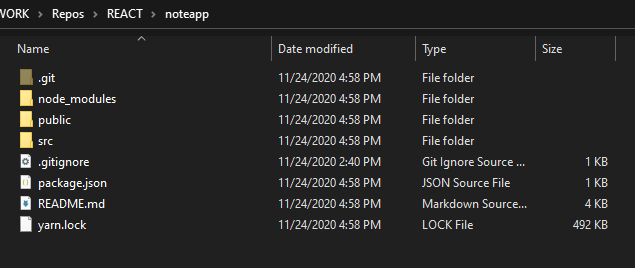 WORK > Repos > REACT > noteapp
Name Date modified Type Size
.git 11/24/2020 4:58 PM File folder
node_modules 11/24/2020 4:58 PM File folder
public 11/24/2020 4:58 PM File folder
src 11/24/2020 4:58 PM File folder
.gitignore 11/24/2020 2:40 PM Git Ignore Source ... 1 KB
package.json 11/24/2020 4:58 PM JSON Source File 1 KB
README.md 11/24/2020 4:58 PM Markdown Source... 4 KB
yarn.lock 11/24/2020 4:58 PM LOCK File 492 KB